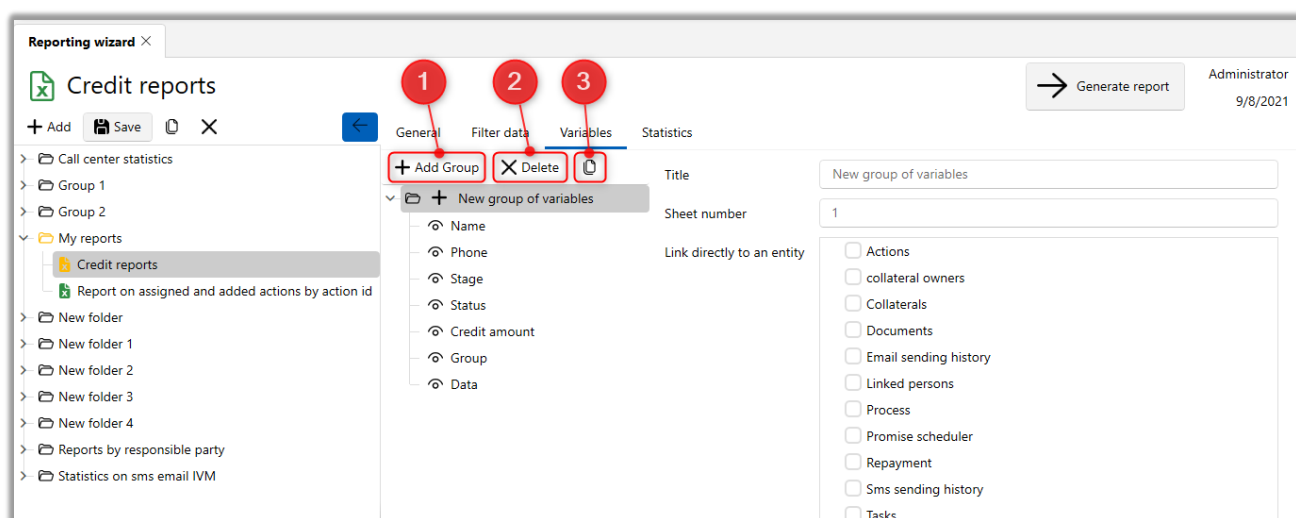 Reporting wizard
Credit reports
1
2
3
Generate report
Administrator
9/8/2021
Add
Save
General
Filter data
Variables
Statistics
Call center statistics
Group 1
Group 2
My reports
Credit reports
Report on assigned and added actions by action id
New folder
New folder 1
New folder 2
New folder 3
New folder 4
Reports by responsible party
Statistics on sms email IVM
Add Group
Delete
New group of variables
Name
Phone
Stage
Status
Credit amount
Group
Data
Title
New group of variables
Sheet number
1
Link directly to an entity
Actions
collateral owners
Collaterals
Documents
Email sending history
Linked persons
Process
Promise scheduler
Repayment
Sms sending history
Tasks